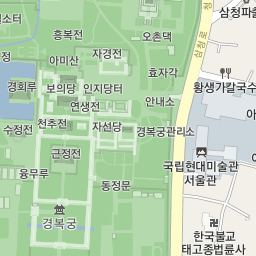 오촌댁
흥복전
삼청로
자경전
아미산
효자각
경회루
보의당
인지당터
안내소
황생가칼국수
연생전
수정전
천추전
자선당
경복궁관리소
근정전
국립현대미술관
서울관
융무루
동정문
경복궁
한국불교
태고종법륜사